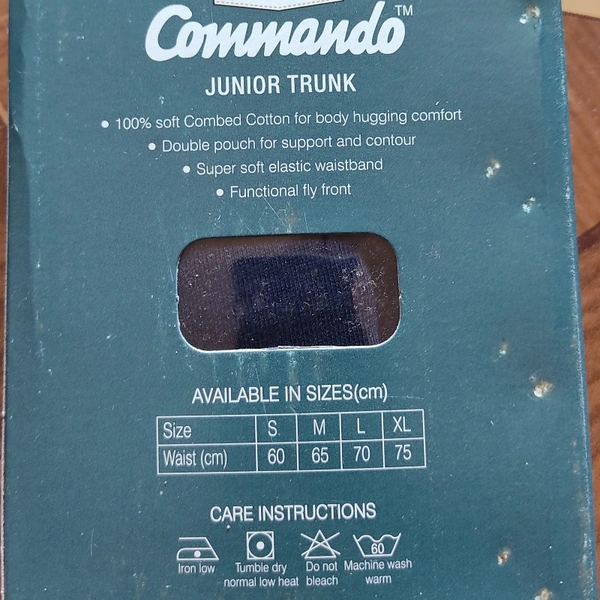 Commando™
JUNIOR TRUNK
• 100% soft Combed Cotton for body hugging comfort
• Double pouch for support and contour
• Super soft elastic waistband
• Functional fly front
AVAILABLE IN SIZES(cm)
Size S M L XL
Waist (cm) 60 65 70 75
CARE INSTRUCTIONS
60
Iron low Tumble dry Do not Machine wash
normal low heat bleach warm